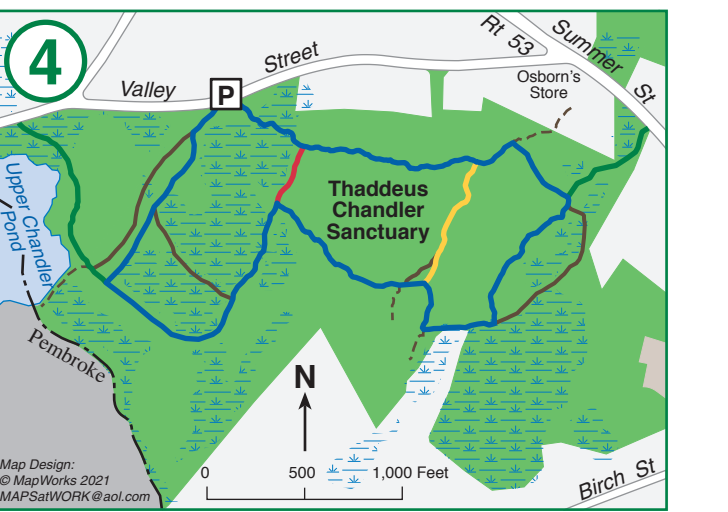 4
Valley
Street
Rt 53
Summer
St
P
Osborn's
Store
Thaddeus
Chandler
Sanctuary
Upper Chandler
Pond
Pembroke
N
0 500 1,000 Feet
Birch St
Map Design:
© MapWorks 2021
MAPSatWORK@aol.com